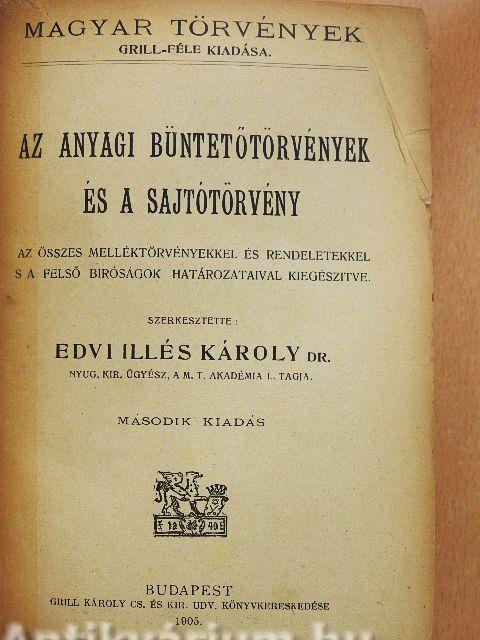 MAGYAR TÖRVÉNYEK
GRILL-FÉLE KIADÁSA.
AZ ANYAGI BÜNTETŐTÖRVÉNYEK
ÉS A SAJTÓTÖRVÉNY
AZ ÖSSZES MELLÉKTÖRVÉNYEKKEL ÉS RENDELETEKKEL
S A FELSŐ BIRÓSÁGOK HATÁROZATAIVAL KIEGÉSZITVE.
SZERKESZTETTE:
EDVI ILLÉS KÁROLY DR.
NYUG. KIR. ÜGYÉSZ, A M. T. AKADÉMIA L. TAGJA.
MÁSODIK KIADÁS
18 40
BUDAPEST
GRILL KÁROLY CS. ÉS KIR. UDV. KÖNYVKERESKEDÉSE
1905.